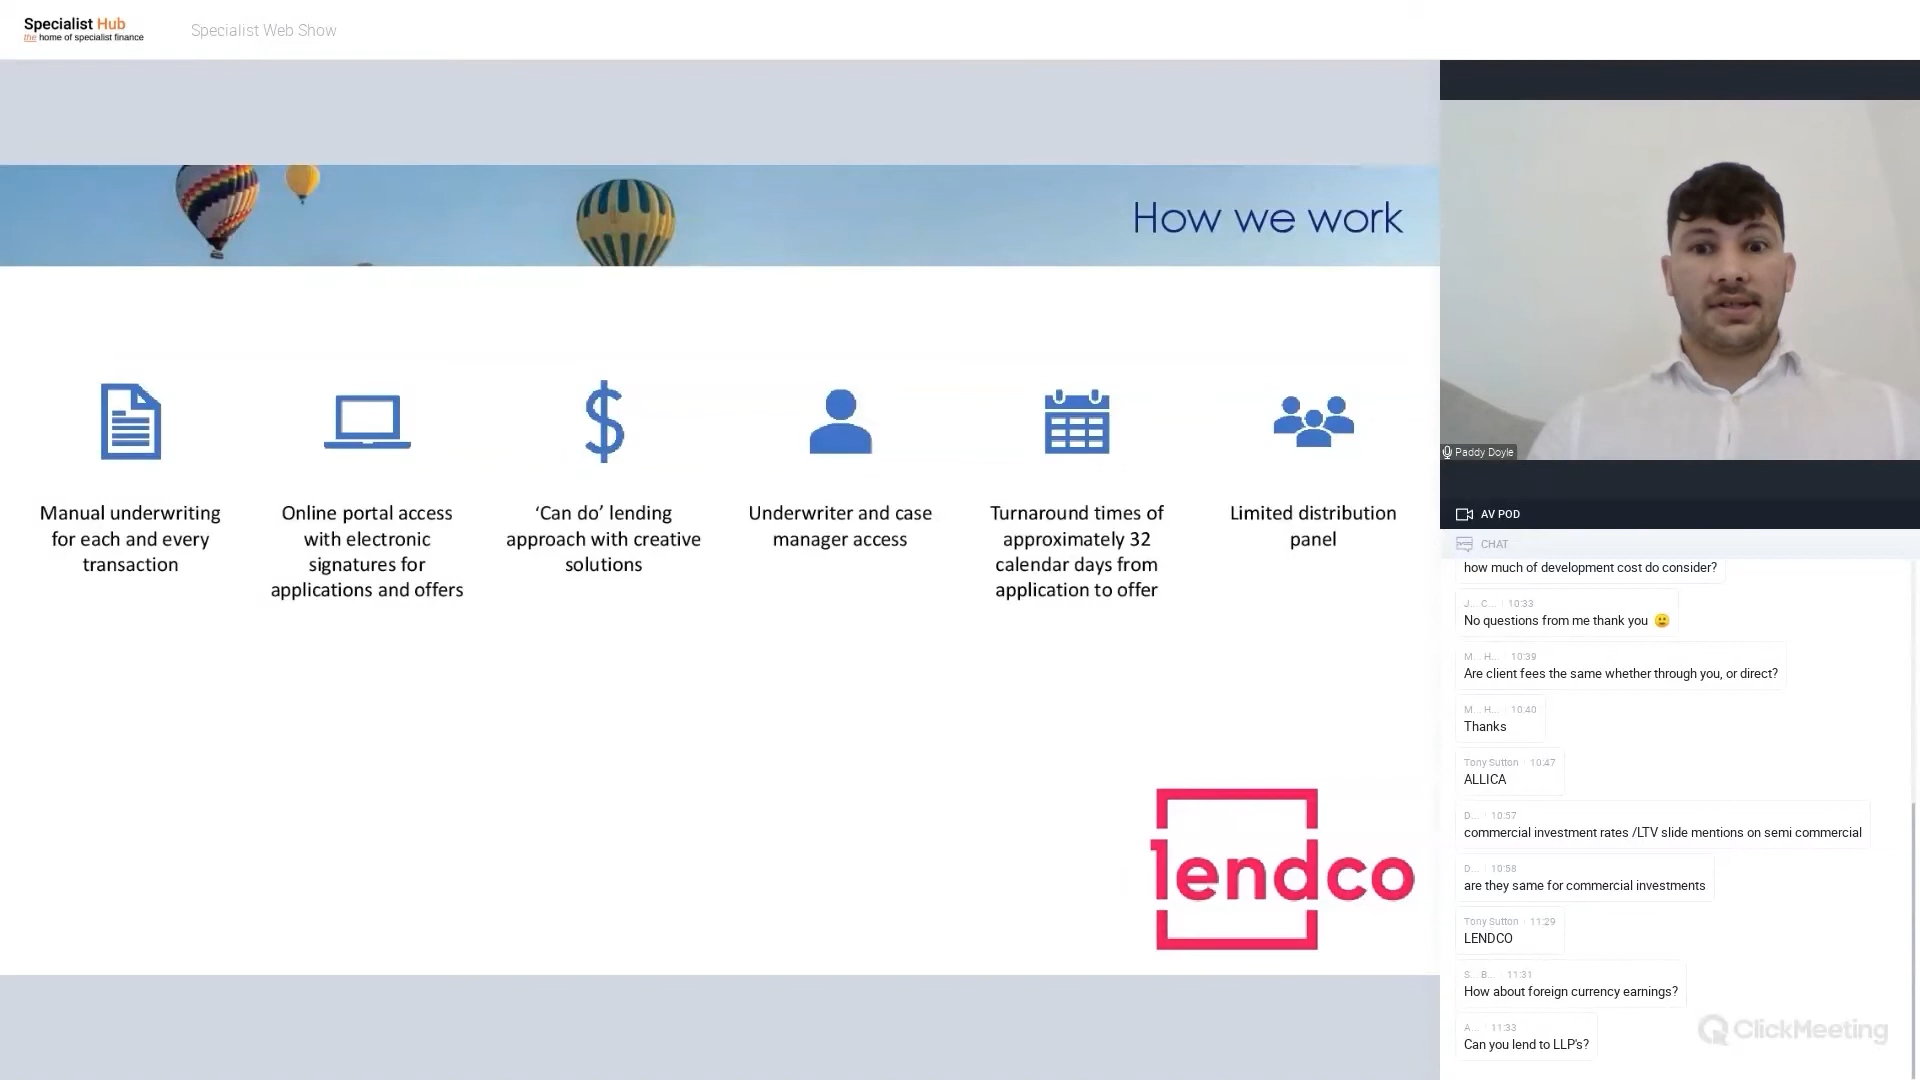 Specialist Hub
the home of specialist finance
Specialist Web Show
How we work
Manual underwriting
for each and every
transaction
Online portal access
with electronic
signatures for
applications and offers
‘Can do’ lending
approach with creative
solutions
Underwriter and case
manager access
Turnaround times of
approximately 32
calendar days from
application to offer
Limited distribution
panel
lendco
Paddy Doyle
AV POD
CHAT
how much of development cost do consider?
J... C... 10:33
No questions from me thank you 🙂
M... H... 10:39
Are client fees the same whether through you, or direct?
M... H... 10:40
Thanks
Tony Sutton 10:47
ALLICA
D... 10:57
commercial investment rates /LTV slide mentions on semi commercial
D... 10:58
are they same for commercial investments
Tony Sutton 11:29
LENDCO
S... B... 11:31
How about foreign currency earnings?
A... 11:33
Can you lend to LLP's?
ClickMeeting